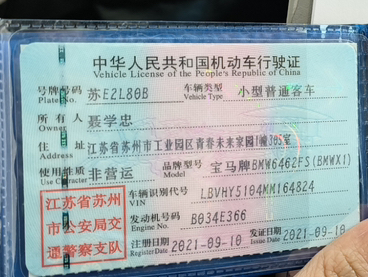 中华人民共和国机动车行驶证
Vehicle License of the People's Republic of China
号牌号码 苏E2L80B 车辆类型 小型普通客车
Plate No. Vehicle Type
所有人 聂学忠
Owner
住址 江苏省苏州市工业园区青春未来家园1幢305室
Address
使用性质 非营运 品牌型号 宝马牌BMW6462FS(BMWX1)
Use Character Model
江苏省苏州市公安局交通警察支队
车辆识别代号 LBVHY5104MM164824
VIN
发动机号码 B034E366
Engine No.
注册日期 2021-09-10 发证日期 2021-09-10
Register Date Issue Date